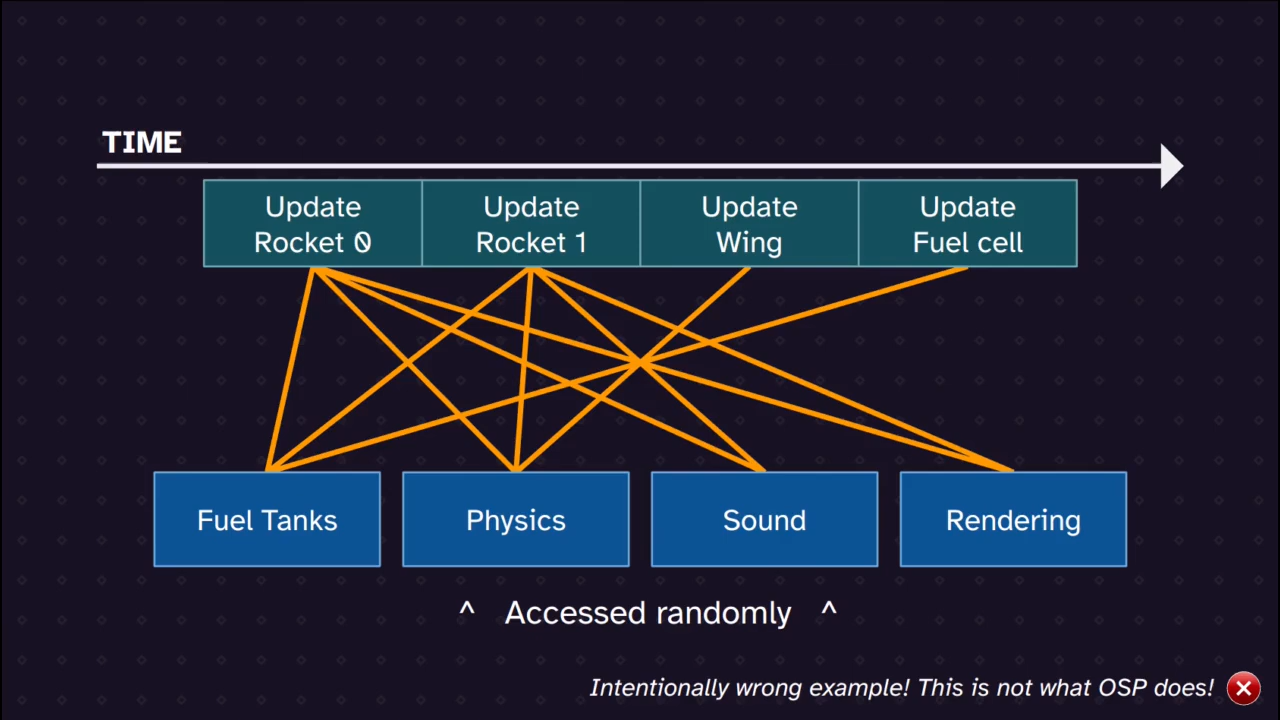 TIME
Update
Rocket 0
Update
Rocket 1
Update
Wing
Update
Fuel cell
Fuel Tanks
Physics
Sound
Rendering
^ Accessed randomly ^
Intentionally wrong example! This is not what OSP does!